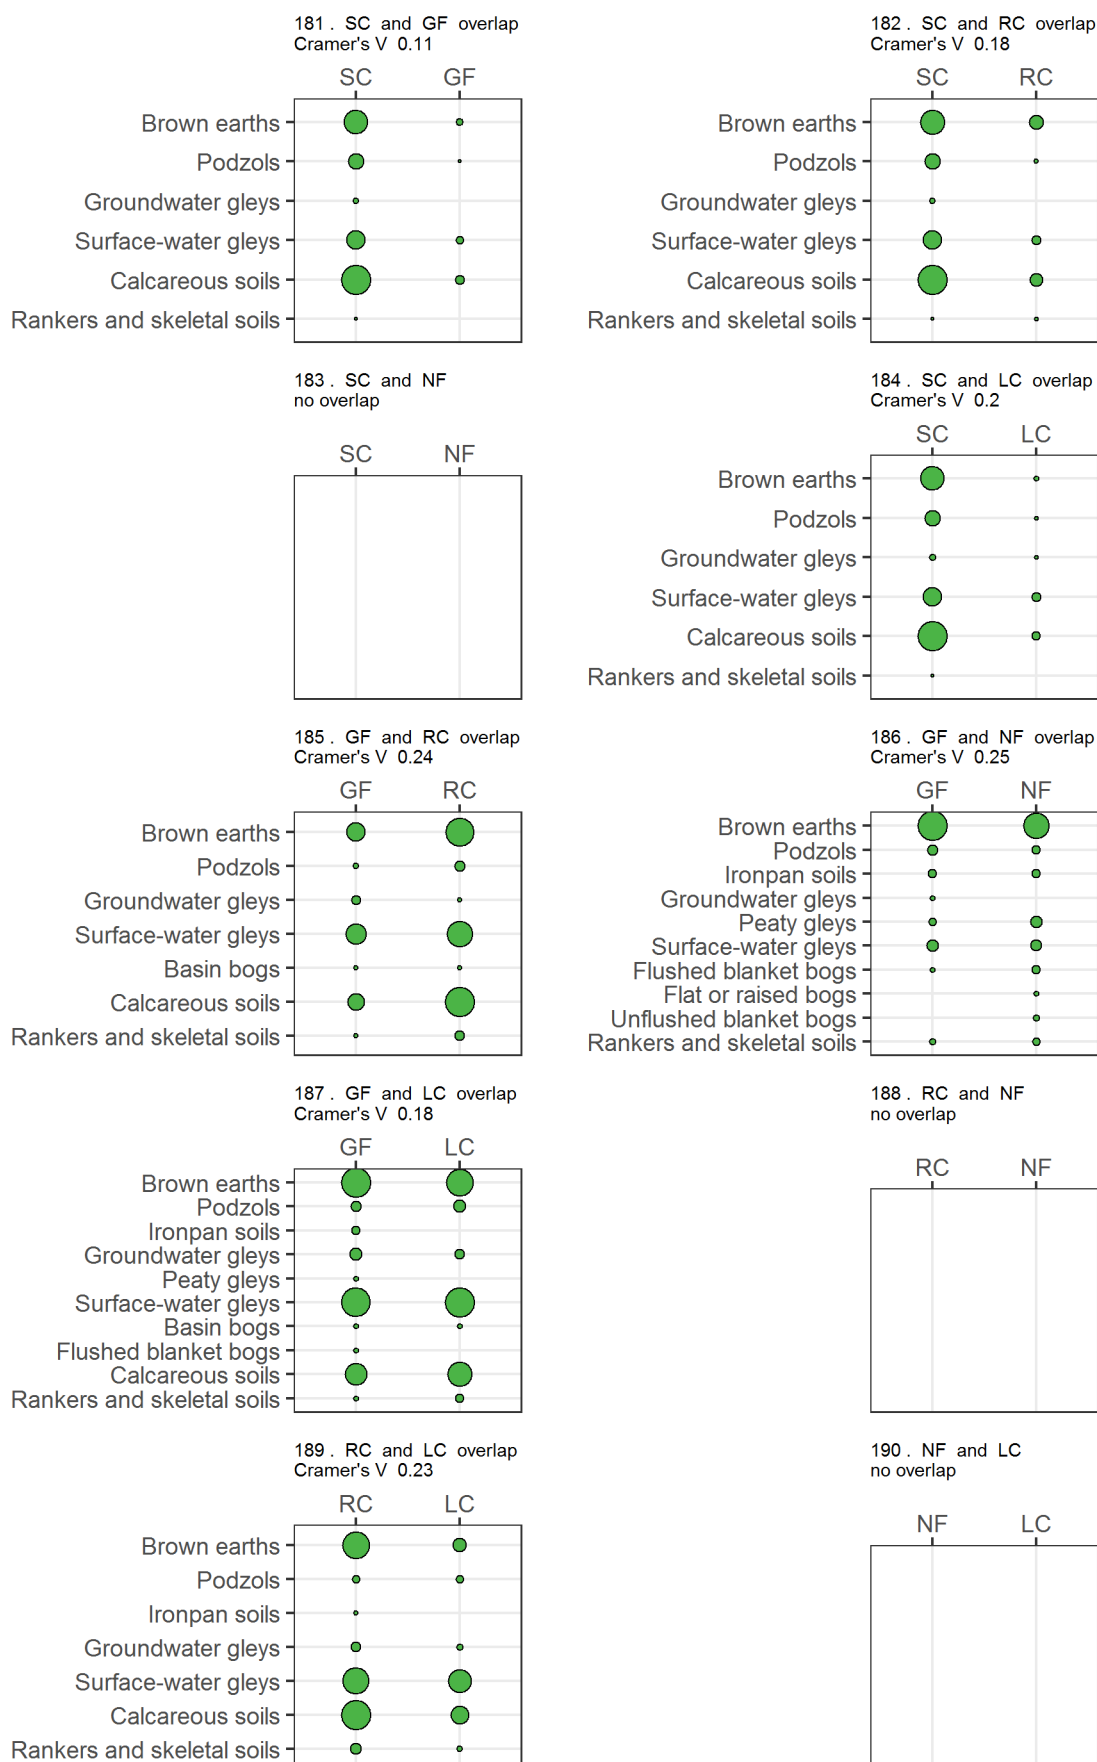 181 . SC and GF overlap
Cramer's V 0.11
SC GF
Brown earths
Podzols
Groundwater gleys
Surface-water gleys
Calcareous soils
Rankers and skeletal soils
182 . SC and RC overlap
Cramer's V 0.18
SC RC
Brown earths
Podzols
Groundwater gleys
Surface-water gleys
Calcareous soils
Rankers and skeletal soils
183 . SC and NF
no overlap
SC NF
184 . SC and LC overlap
Cramer's V 0.2
SC LC
Brown earths
Podzols
Groundwater gleys
Surface-water gleys
Calcareous soils
Rankers and skeletal soils
185 . GF and RC overlap
Cramer's V 0.24
GF RC
Brown earths
Podzols
Groundwater gleys
Surface-water gleys
Basin bogs
Calcareous soils
Rankers and skeletal soils
186 . GF and NF overlap
Cramer's V 0.25
GF NF
Brown earths
Podzols
Ironpan soils
Groundwater gleys
Peaty gleys
Surface-water gleys
Flushed blanket bogs
Flat or raised bogs
Unflushed blanket bogs
Rankers and skeletal soils
187 . GF and LC overlap
Cramer's V 0.18
GF LC
Brown earths
Podzols
Ironpan soils
Groundwater gleys
Peaty gleys
Surface-water gleys
Basin bogs
Flushed blanket bogs
Calcareous soils
Rankers and skeletal soils
188 . RC and NF
no overlap
RC NF
189 . RC and LC overlap
Cramer's V 0.23
RC LC
Brown earths
Podzols
Ironpan soils
Groundwater gleys
Surface-water gleys
Calcareous soils
Rankers and skeletal soils
190 . NF and LC
no overlap
NF LC